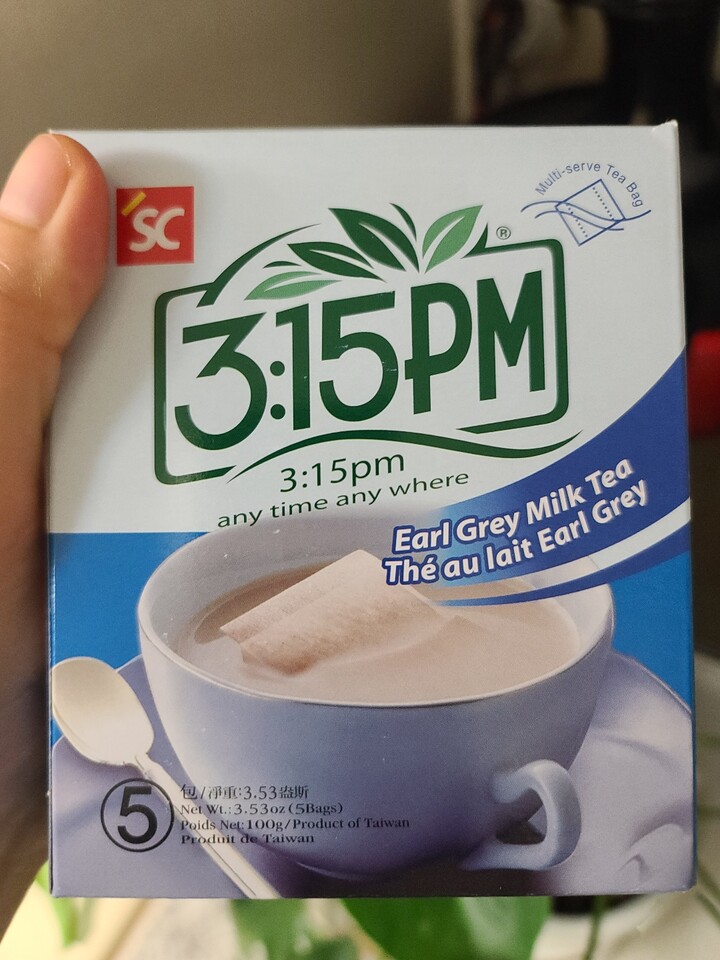 SC
Multi-serve Tea Bag
3:15PM
®
3:15pm
any time any where
Earl Grey Milk Tea
Thé au lait Earl Grey
5
包/淨重:3.53盎斯
Net Wt.:3.53oz (5Bags)
Poids Net:100g/Product of Taiwan
Produit de Taiwan